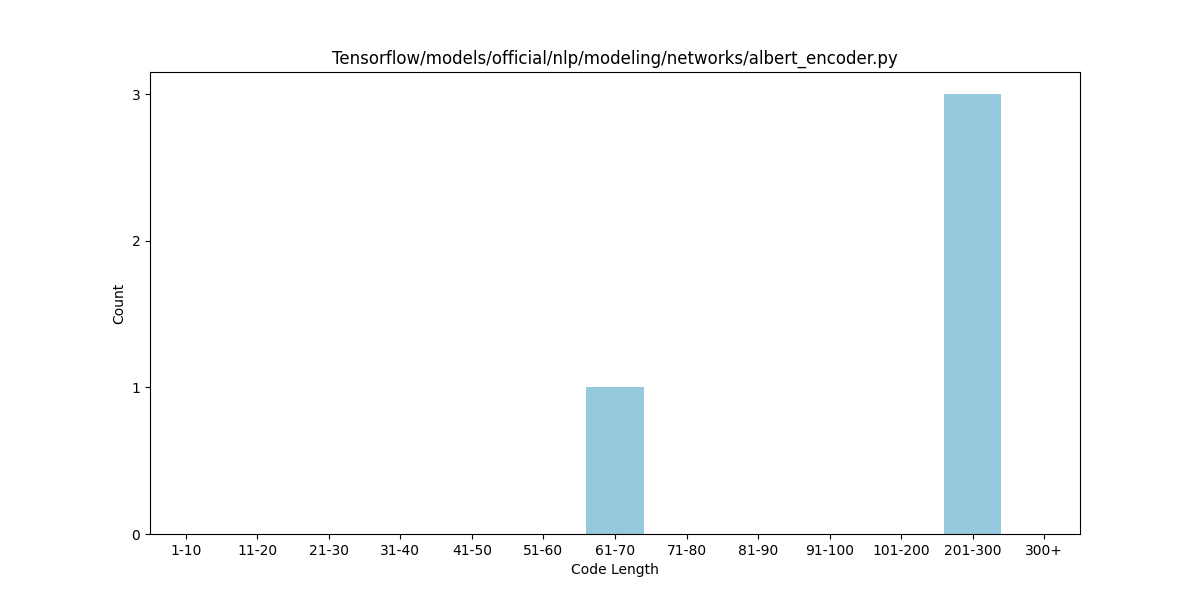 Tensorflow/models/official/nlp/modeling/networks/albert_encoder.py
3
2
1
0
Count
1-10 11-20 21-30 31-40 41-50 51-60 61-70 71-80 81-90 91-100 101-200 201-300 300+
Code Length